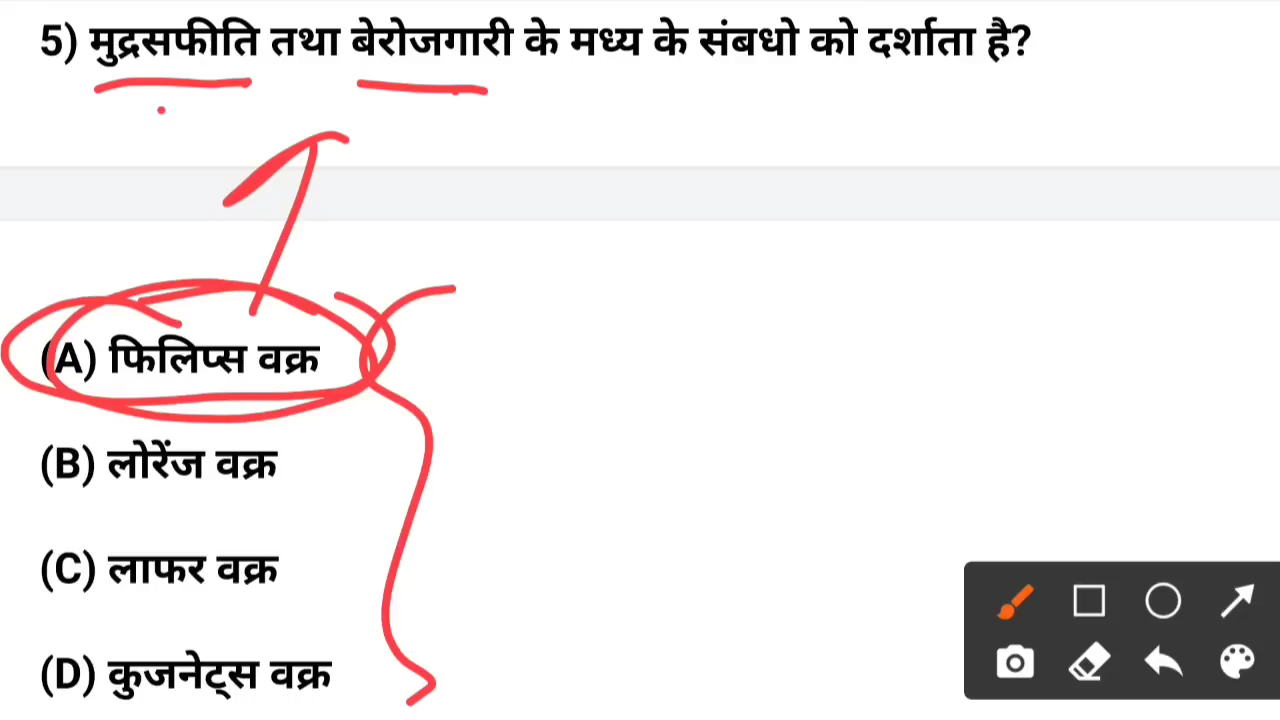 5) मुद्रसफीति तथा बेरोजगारी के मध्य के संबधो को दर्शाता है?
(A) फिलिप्स वक्र
(B) लोरेंज वक्र
(C) लाफर वक्र
(D) कुजनेट्स वक्र